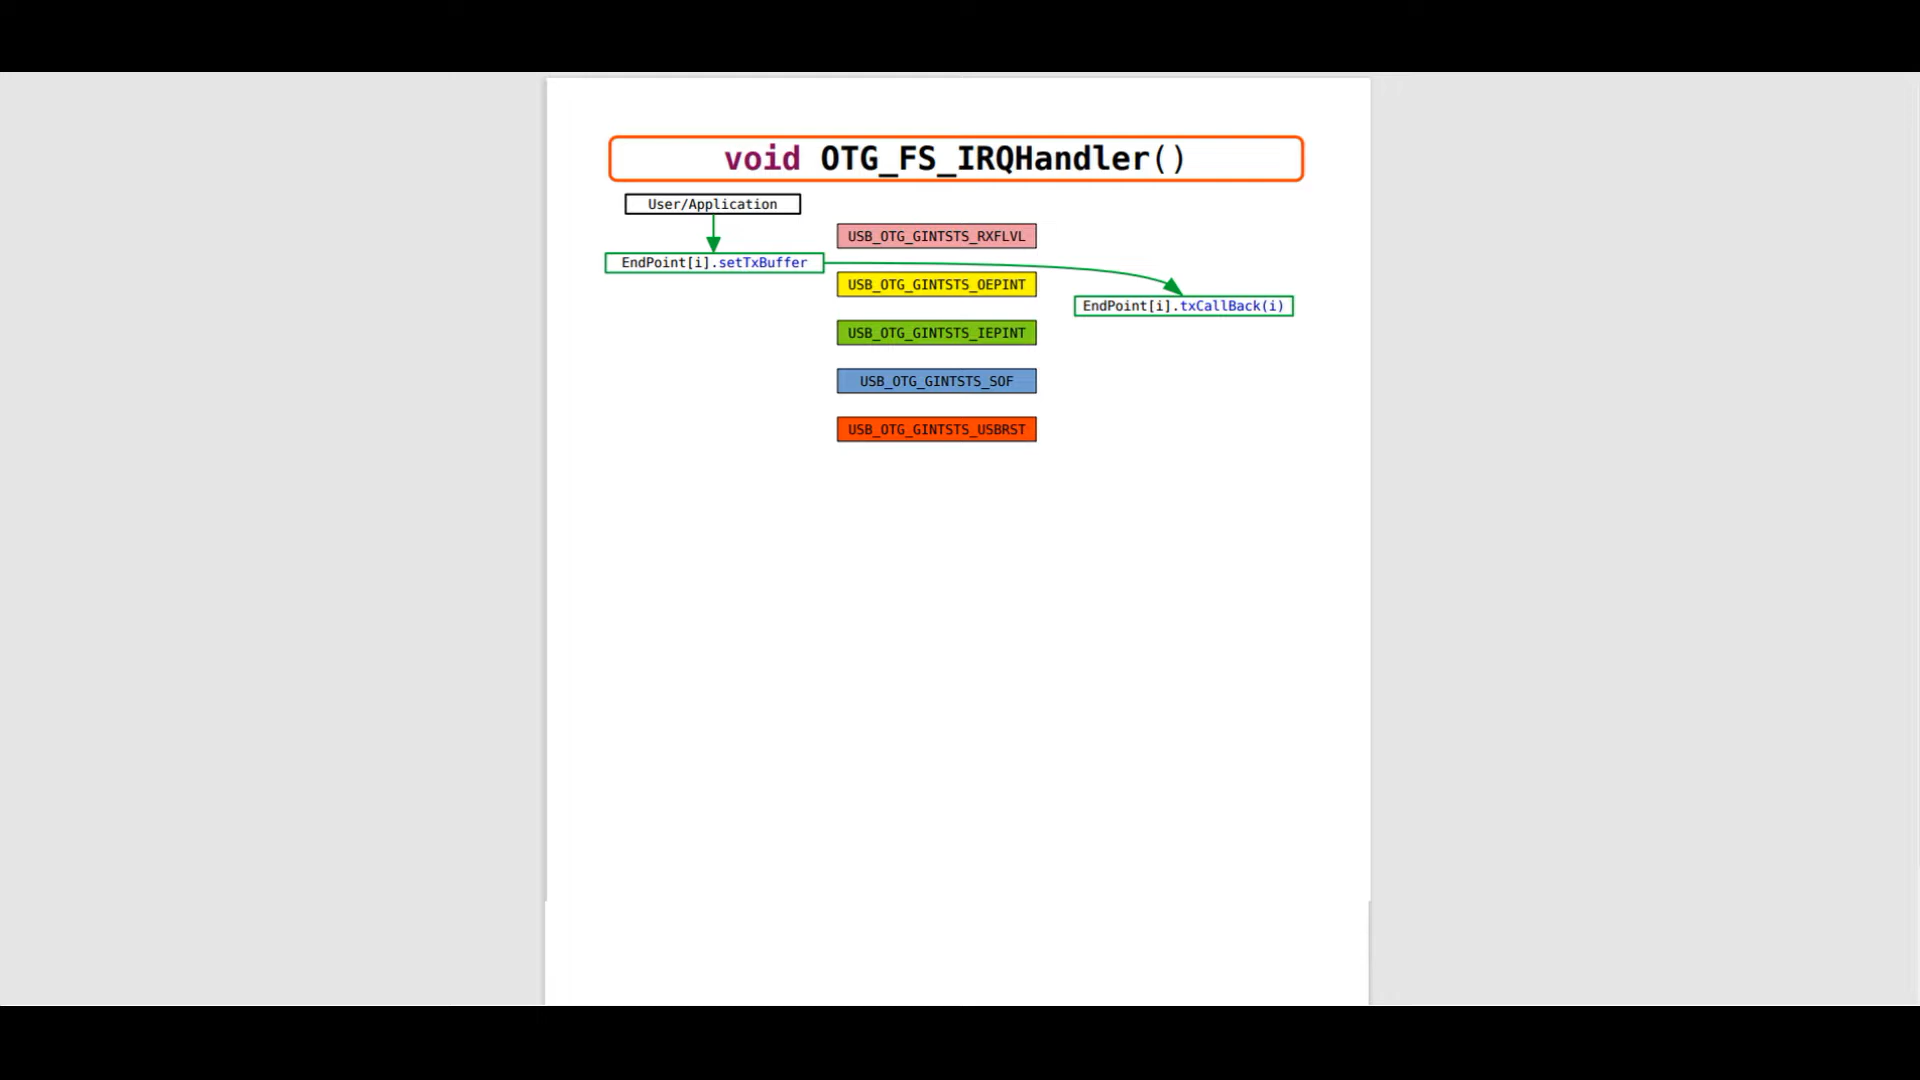 void OTG_FS_IRQHandler()
User/Application
USB_OTG_GINTSTS_RXFLVL
EndPoint[i].setTxBuffer
USB_OTG_GINTSTS_OEPINT
EndPoint[i].txCallBack(i)
USB_OTG_GINTSTS_IEPINT
USB_OTG_GINTSTS_SOF
USB_OTG_GINTSTS_USBRST